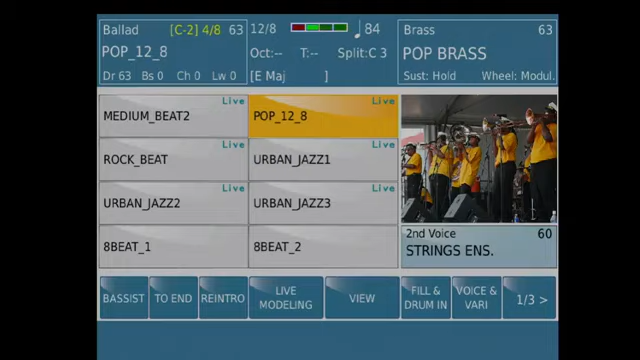 Ballad [C-2] 4/8 63
POP_12_8
Dr 63 Bs 0 Ch 0 Lw 0
12/8 ♩ 84
Oct:-- T:-- Split:C 3
[E Maj ]
Brass 63
POP BRASS
Sust: Hold Wheel: Modul.
Live
MEDIUM_BEAT2
Live
POP_12_8
Live
ROCK_BEAT
Live
URBAN_JAZZ1
Live
URBAN_JAZZ2
Live
URBAN_JAZZ3
8BEAT_1
8BEAT_2
2nd Voice 60
STRINGS ENS.
BASSIST
TO END
REINTRO
LIVE
MODELING
VIEW
FILL &
DRUM IN
VOICE &
VARI
1/3 >